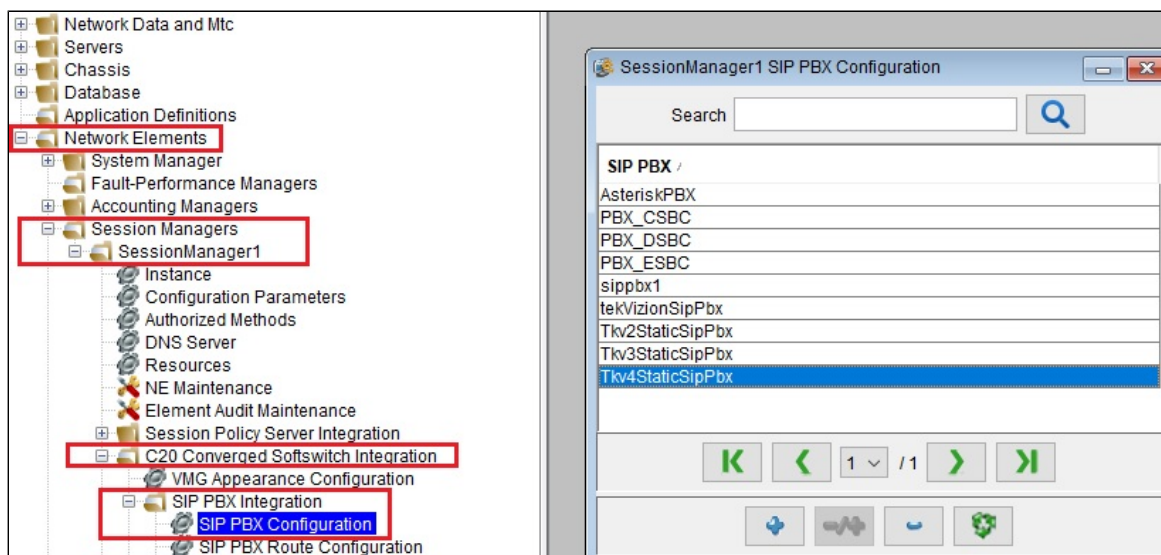 Network Data and Mtc
Servers
Chassis
Database
Application Definitions
Network Elements
System Manager
Fault-Performance Managers
Accounting Managers
Session Managers
SessionManager1
Instance
Configuration Parameters
Authorized Methods
DNS Server
Resources
NE Maintenance
Element Audit Maintenance
Session Policy Server Integration
C20 Converged Softswitch Integration
VMG Appearance Configuration
SIP PBX Integration
SIP PBX Configuration
SIP PBX Route Configuration
SessionManager1 SIP PBX Configuration
Search
SIP PBX /
AsteriskPBX
PBX_CSBC
PBX_DSBC
PBX_ESBC
sippbx1
tekVizionSipPbx
Tkv2StaticSipPbx
Tkv3StaticSipPbx
Tkv4StaticSipPbx
1 / 1